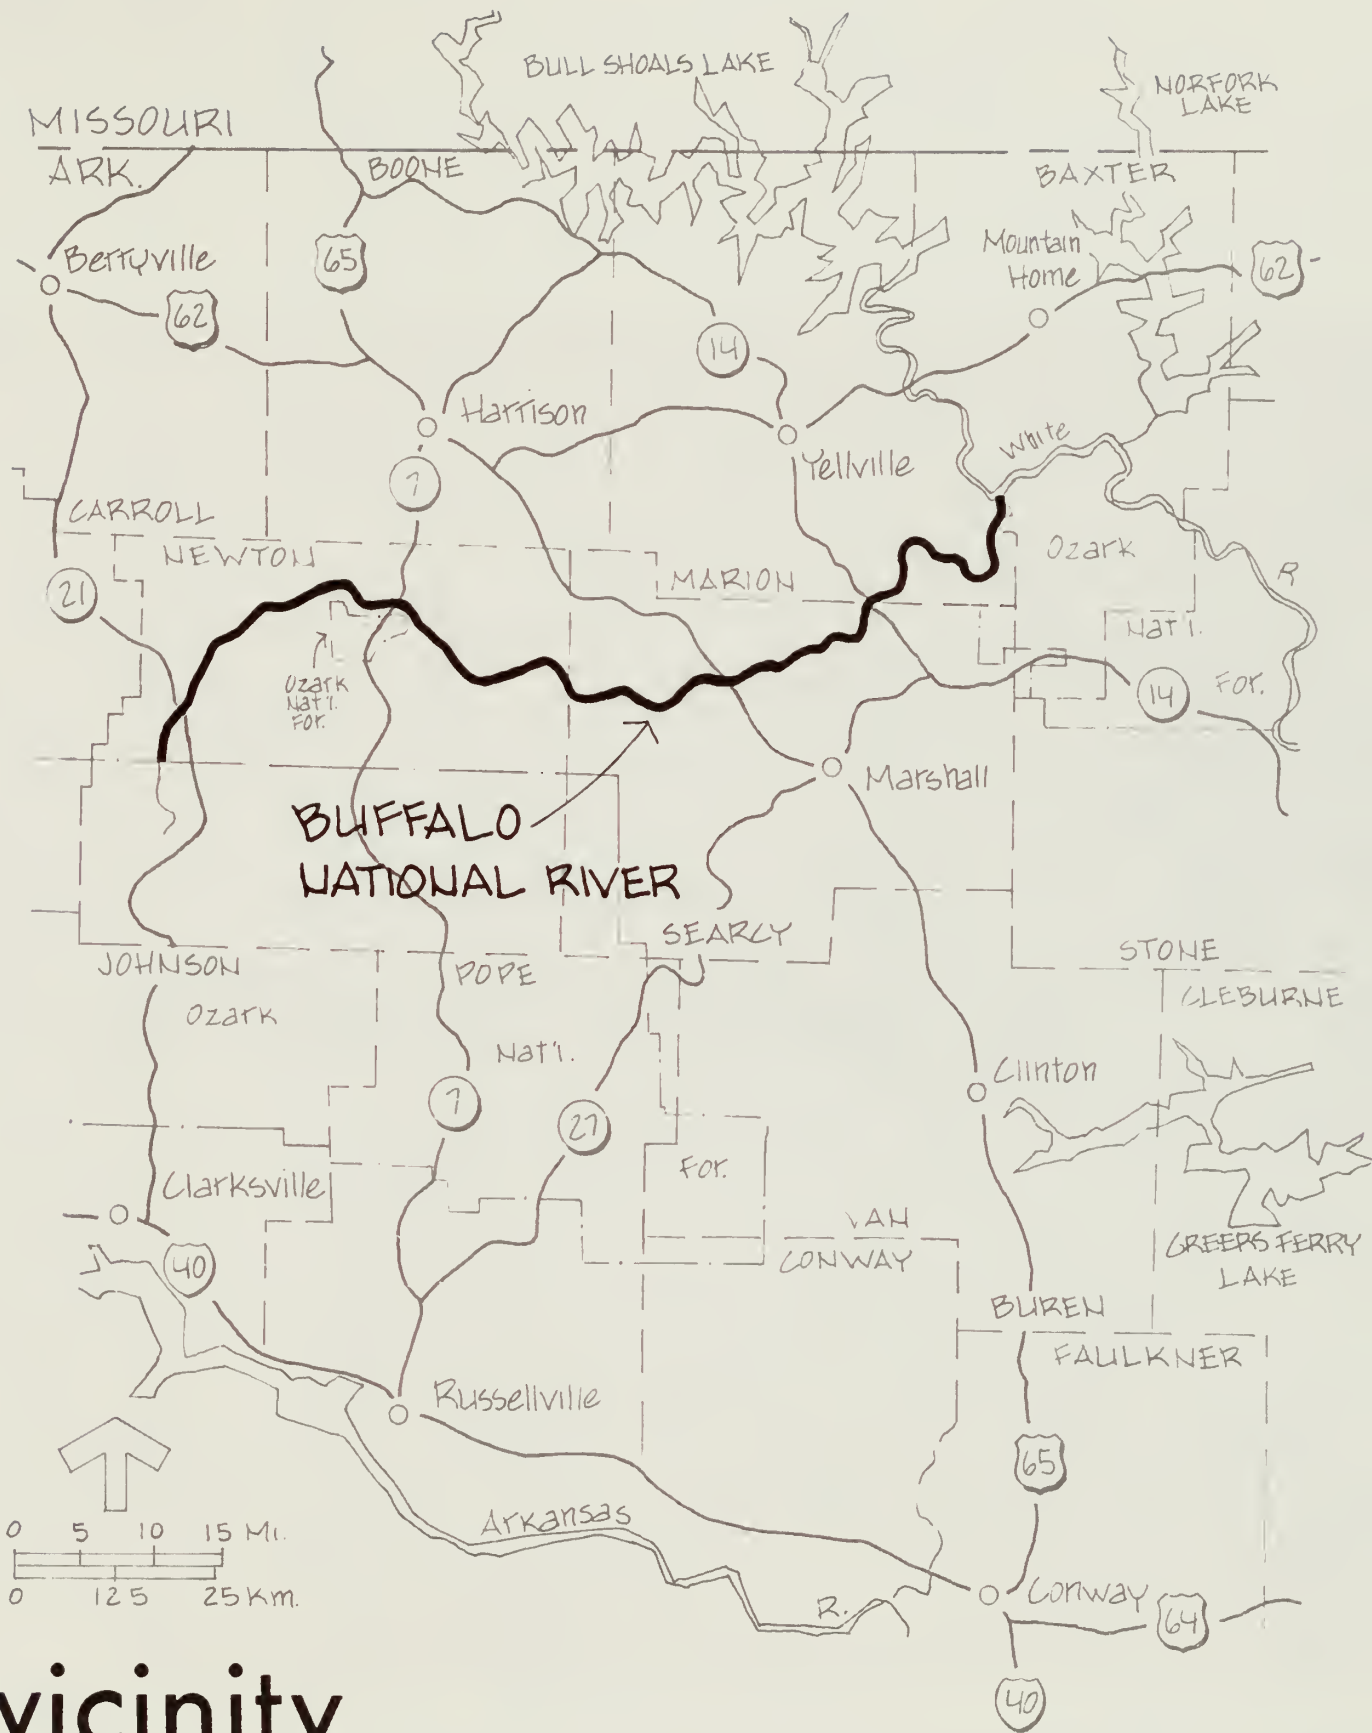 BULL SHOALS LAKE
NORFORK
LAKE
MISSOURI
ARK.
BOONE
BAXTER
Berryville
65
Mountain
Home
62
62
14
Harrison
Yellville
White
7
CARROLL
NEWTON
Ozark
MARION
R
21
Nat'l.
Ozark
Nat'l.
For.
14
For.
Marshall
BUFFALO
NATIONAL RIVER
SEARCY
JOHNSON
POPE
STONE
CLEBURNE
Ozark
Nat'l.
Clinton
7
27
For.
Clarksville
VAN
CONWAY
GREERS FERRY
LAKE
40
BUREN
FAULKNER
Russellville
65
0 5 10 15 Mi.
Arkansas
0 12.5 25 Km.
R.
Conway
64
40
vicinity